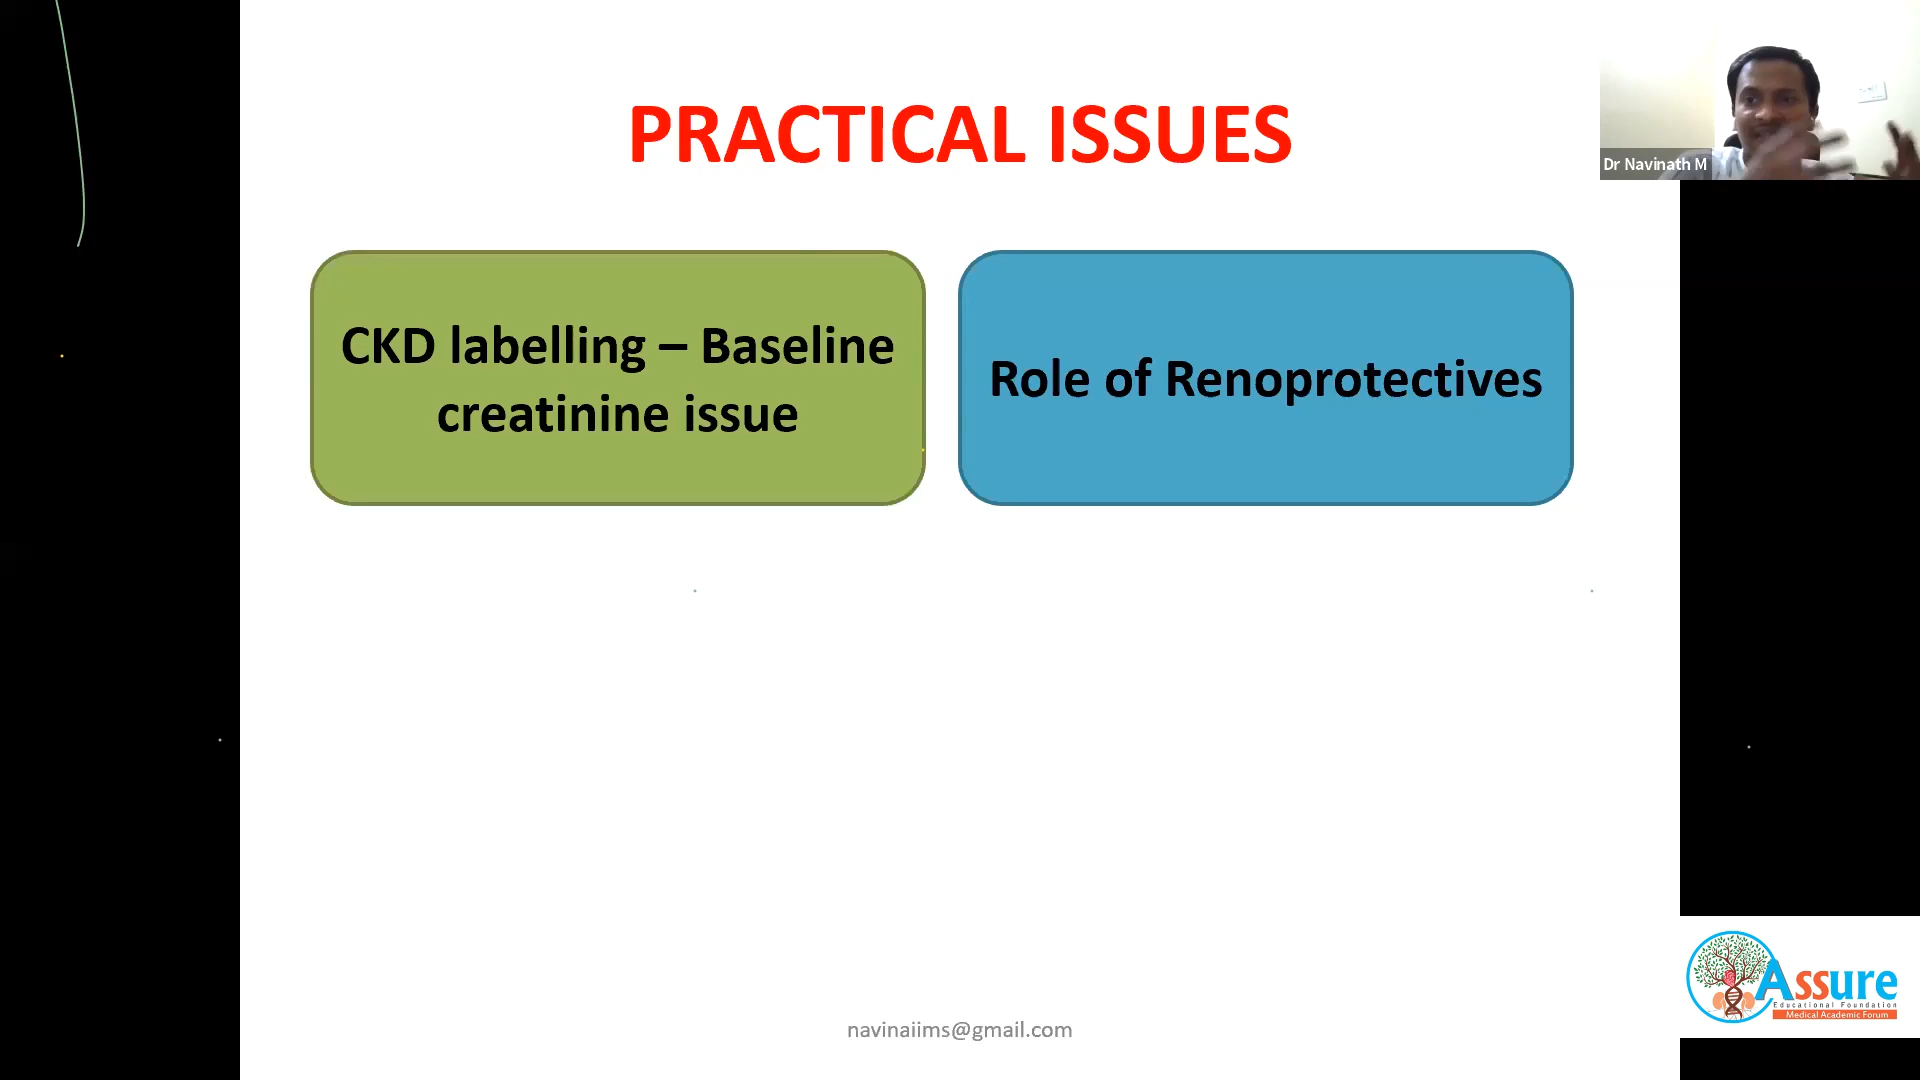 PRACTICAL ISSUES
Dr Navinath M
CKD labelling – Baseline
creatinine issue
Role of Renoprotectives
Assure
Educational Foundation
Medical Academic Forum
navinaiims@gmail.com